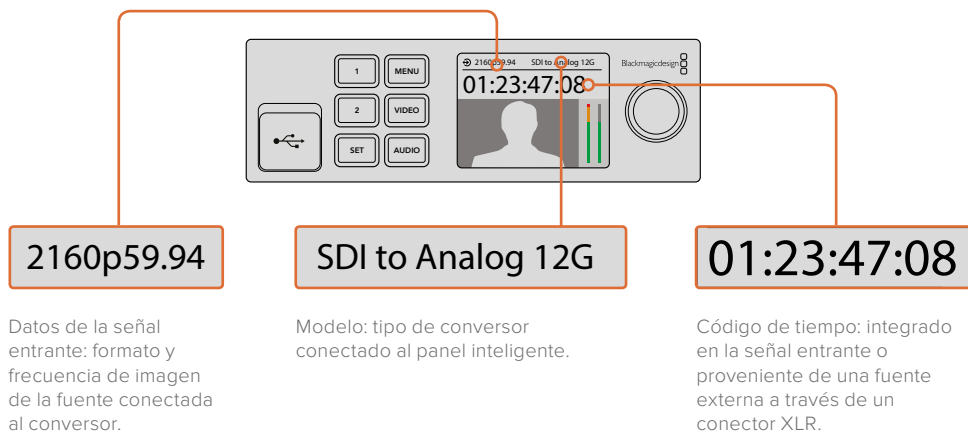 2160p59.94 SDI to Analog 12G
01:23:47:08
Blackmagicdesign
1 MENU
2 VIDEO
SET AUDIO
2160p59.94
SDI to Analog 12G
01:23:47:08
Datos de la señal
entrante: formato y
frecuencia de imagen
de la fuente conectada
al conversor.
Modelo: tipo de conversor
conectado al panel inteligente.
Código de tiempo: integrado
en la señal entrante o
proveniente de una fuente
externa a través de un
conector XLR.